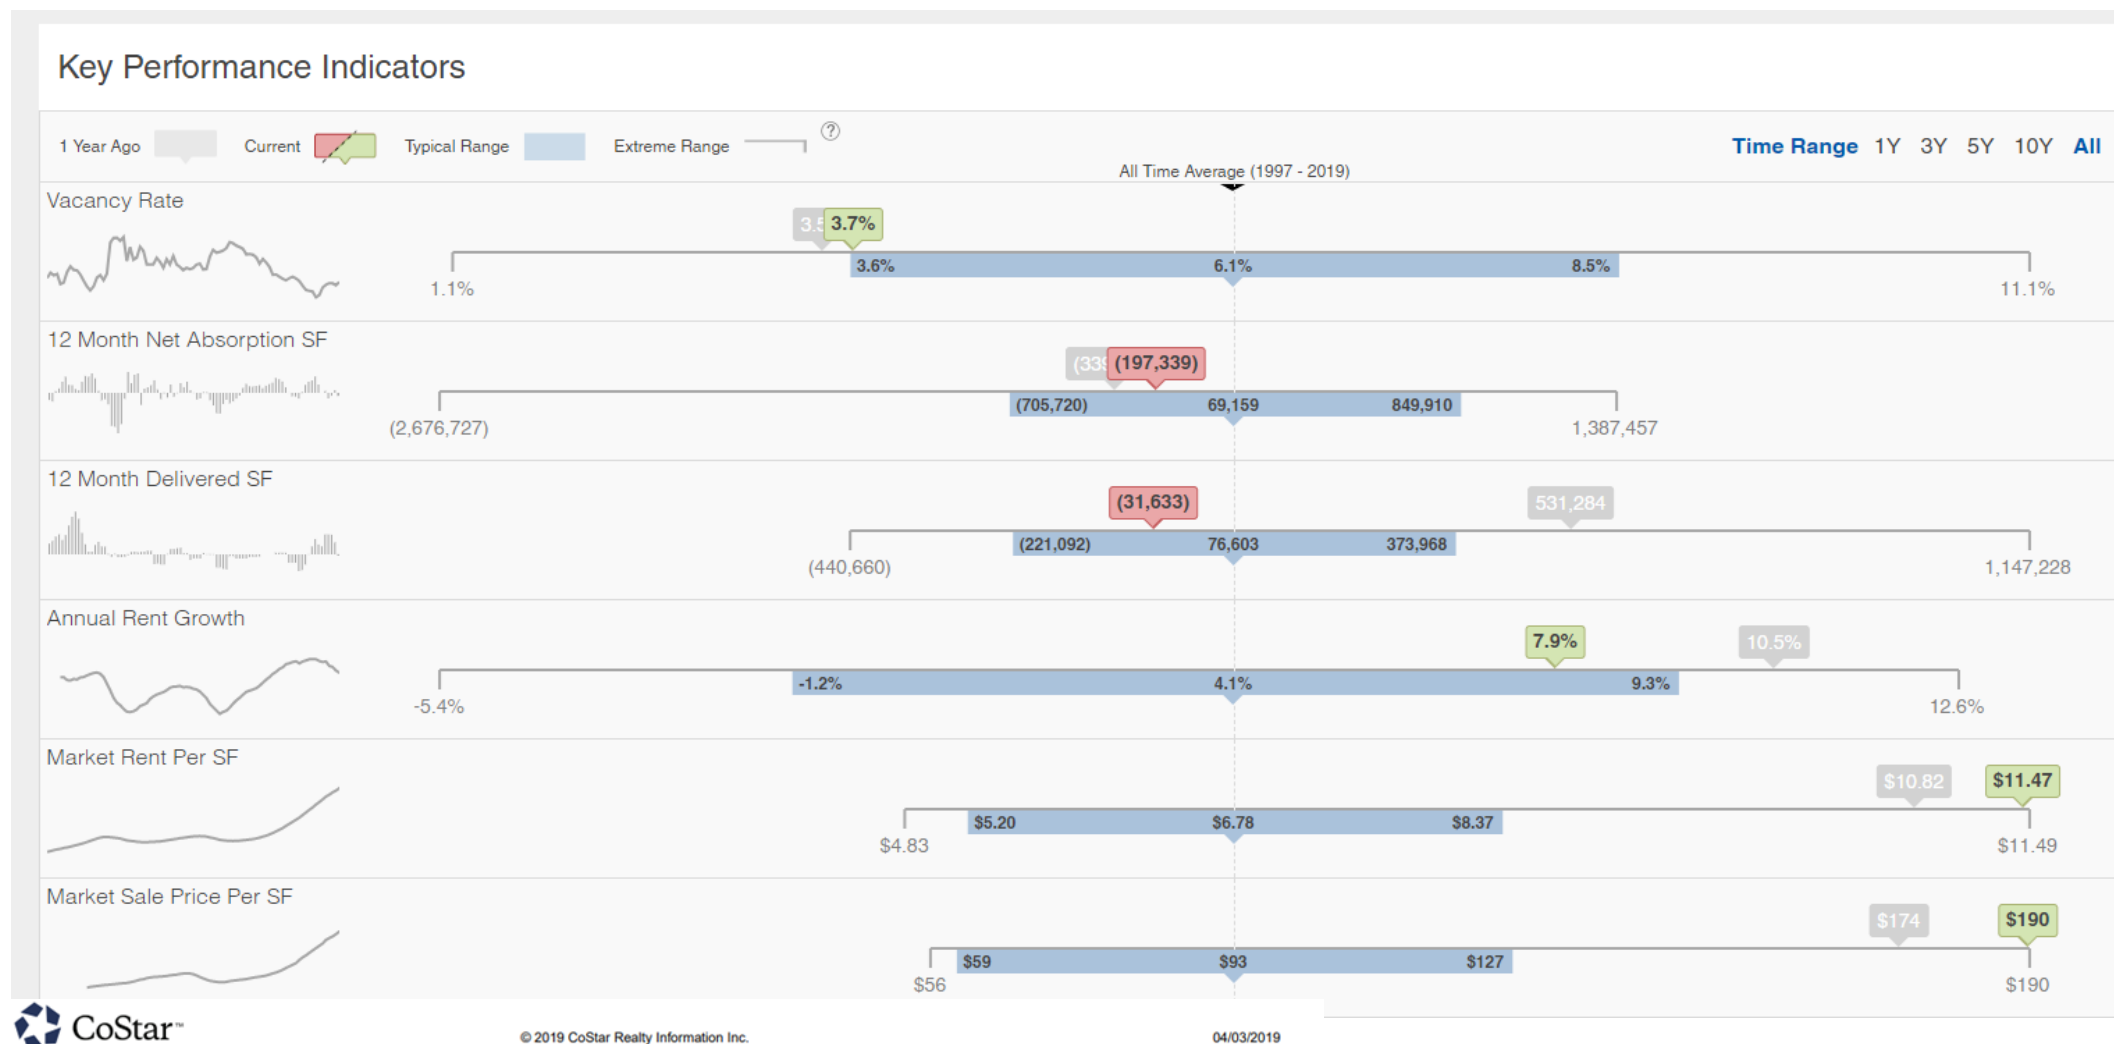 Key Performance Indicators
1 Year Ago Current Typical Range Extreme Range ? Time Range 1Y 3Y 5Y 10Y All
All Time Average (1997 - 2019)
Vacancy Rate
3.7%
3.6% 6.1% 8.5%
1.1% 11.1%
12 Month Net Absorption SF
(197,339)
(705,720) 69,159 849,910
(2,676,727) 1,387,457
12 Month Delivered SF
(31,633) 531,284
(221,092) 76,603 373,968
(440,660) 1,147,228
Annual Rent Growth
7.9% 10.5%
-1.2% 4.1% 9.3%
-5.4% 12.6%
Market Rent Per SF
$10.82 $11.47
$5.20 $6.78 $8.37
$4.83 $11.49
Market Sale Price Per SF
$174 $190
$59 $93 $127
$56 $190
CoStar™
© 2019 CoStar Realty Information Inc. 04/03/2019